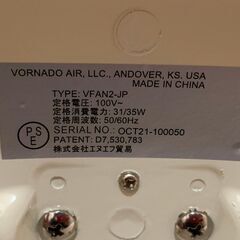 VORNADO AIR, LLC., ANDOVER, KS. USA
MADE IN CHINA
TYPE: VFAN2-JP
定格電圧: 100V~
定格消費電力: 31/35W
定格周波数: 50/60Hz
PSE
SERIAL NO.: OCT21-100050
PATENT: D7,530,783
株式会社エヌエフ貿易